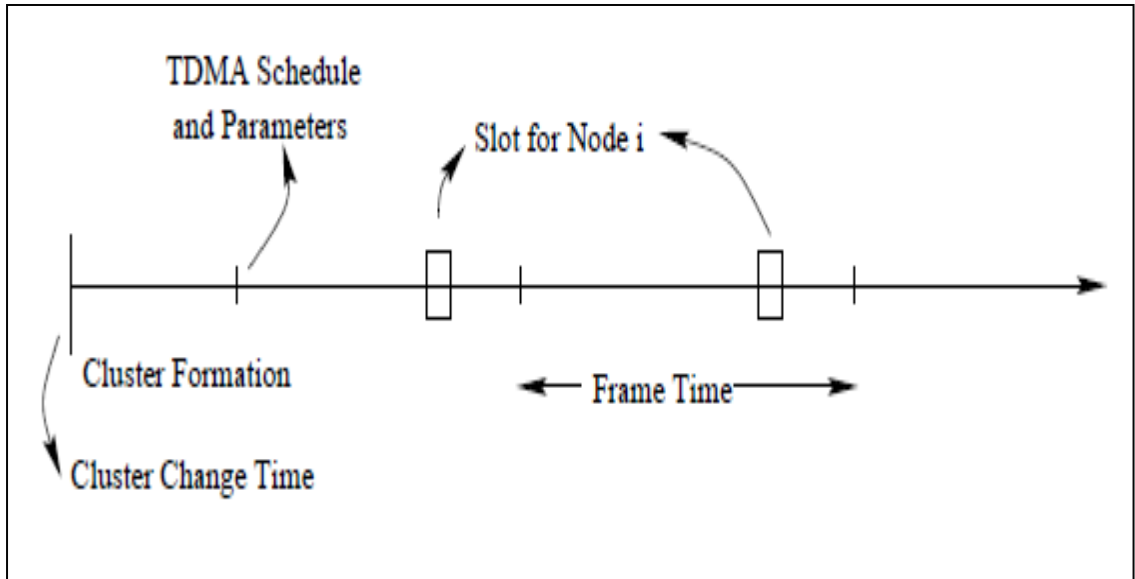 TDMA Schedule
and Parameters
Slot for Node i
Cluster Formation
Frame Time
Cluster Change Time